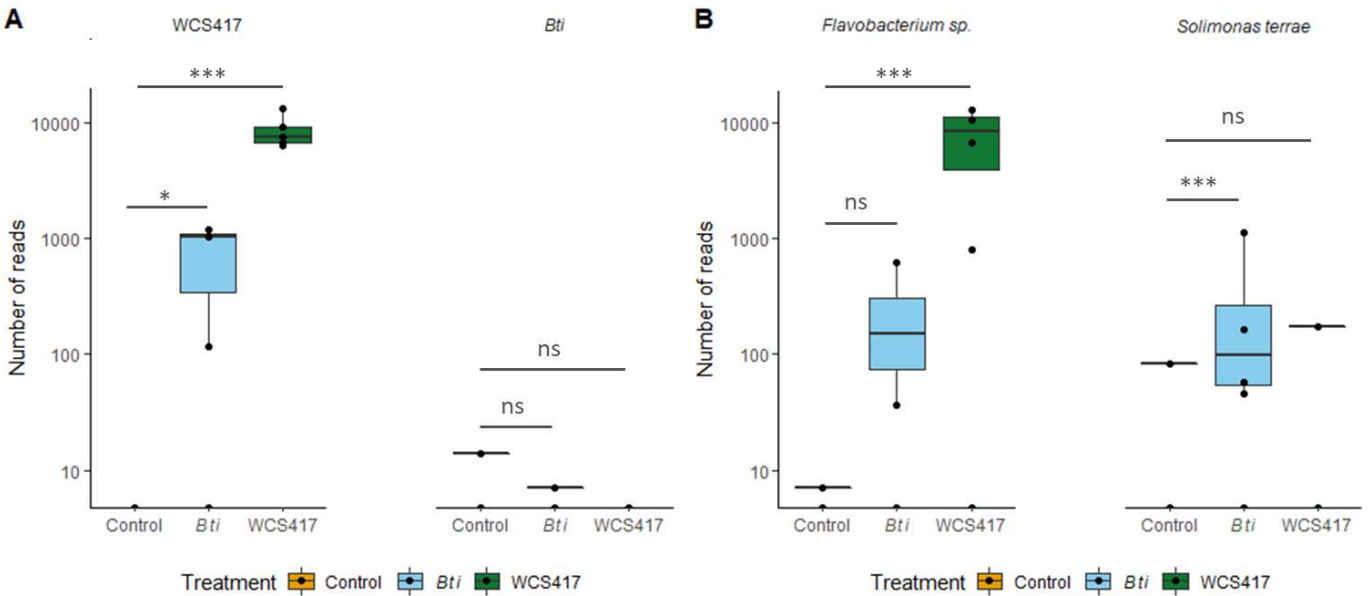 A
WCS417
Bti
Number of reads
10000
1000
100
10
***
*
ns
ns
Control
Bti
WCS417
Control
Bti
WCS417
Treatment
Control
Bti
WCS417
B
Flavobacterium sp.
Solimonas terrae
Number of reads
10000
1000
100
10
***
ns
ns
***
Control
Bti
WCS417
Control
Bti
WCS417
Treatment
Control
Bti
WCS417